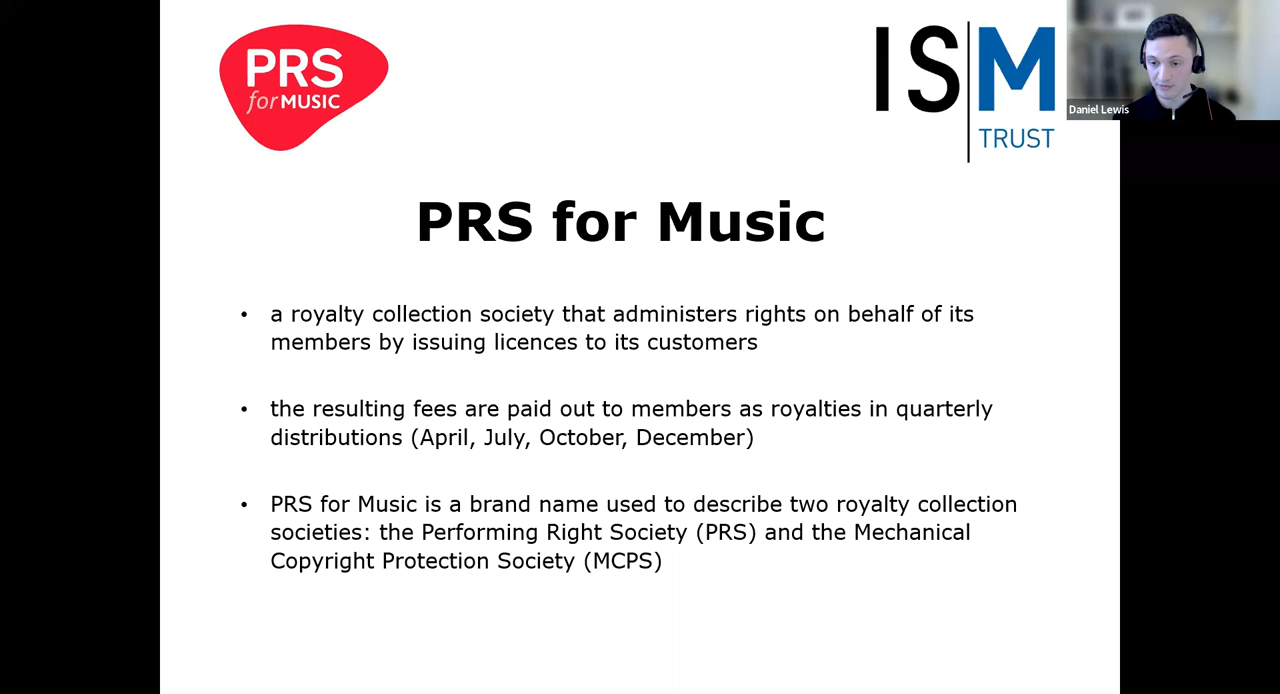 PRS
for MUSIC
ISM
TRUST
Daniel Lewis
PRS for Music
• a royalty collection society that administers rights on behalf of its
members by issuing licences to its customers
• the resulting fees are paid out to members as royalties in quarterly
distributions (April, July, October, December)
• PRS for Music is a brand name used to describe two royalty collection
societies: the Performing Right Society (PRS) and the Mechanical
Copyright Protection Society (MCPS)